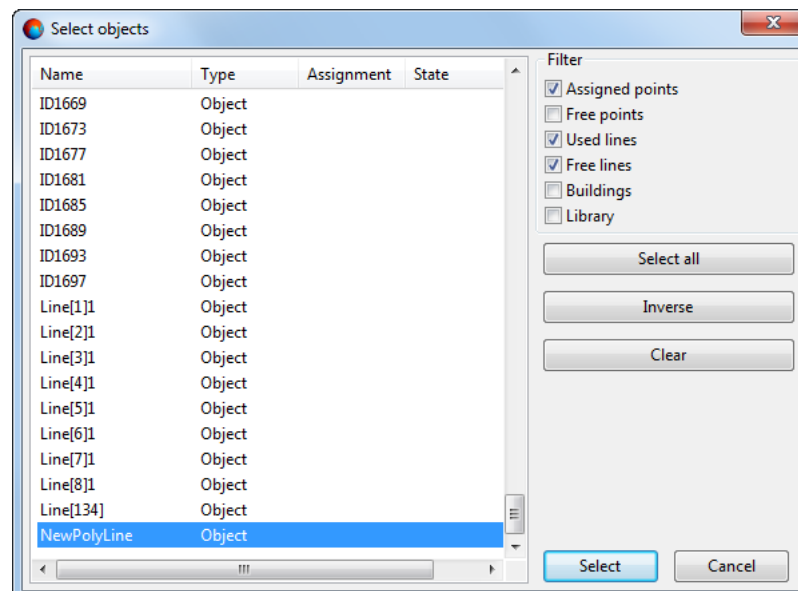 Select objects
Name Type Assignment State
ID1669 Object
ID1673 Object
ID1677 Object
ID1681 Object
ID1685 Object
ID1689 Object
ID1693 Object
ID1697 Object
Line[1]1 Object
Line[2]1 Object
Line[3]1 Object
Line[4]1 Object
Line[5]1 Object
Line[6]1 Object
Line[7]1 Object
Line[8]1 Object
Line[134] Object
NewPolyLine Object
Filter
Assigned points
Free points
Used lines
Free lines
Buildings
Library
Select all
Inverse
Clear
Select Cancel